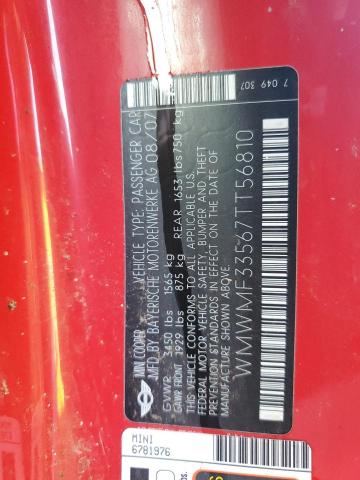 MINI COOPER VEHICLE TYPE: PASSENGER CAR
MFD BY BAYERISCHE MOTORENWERKE AG 08/07
GVWR 3450 lbs 1565 kg
GAWR FRONT 1929 lbs 875 kg REAR 1653 lbs 750 kg
THIS VEHICLE CONFORMS TO ALL APPLICABLE U.S.
FEDERAL MOTOR VEHICLE SAFETY, BUMPER, AND THEFT
PREVENTION STANDARDS IN EFFECT ON THE DATE OF
MANUFACTURE SHOWN ABOVE.
WMWMF33567TT56810
7 049 307
MINI
6781976